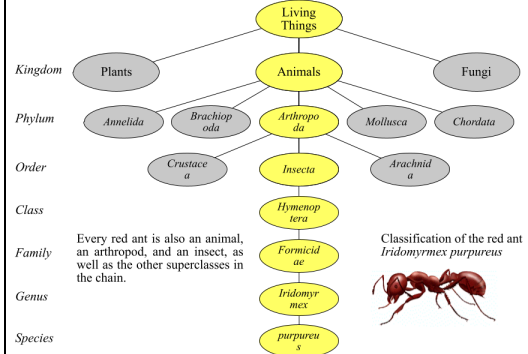 Living
Things
Kingdom
Plants
Animals
Fungi
Phylum
Annelida
Brachiop
oda
Arthropo
da
Mollusca
Chordata
Order
Crustace
a
Insecta
Arachnid
a
Class
Hymenop
tera
Every red ant is also an animal,
an arthropod, and an insect, as
well as the other superclasses in
the chain.
Family
Formicid
ae
Classification of the red ant
Iridomyrmex purpureus
Genus
Iridomyr
mex
Species
purpureu
s